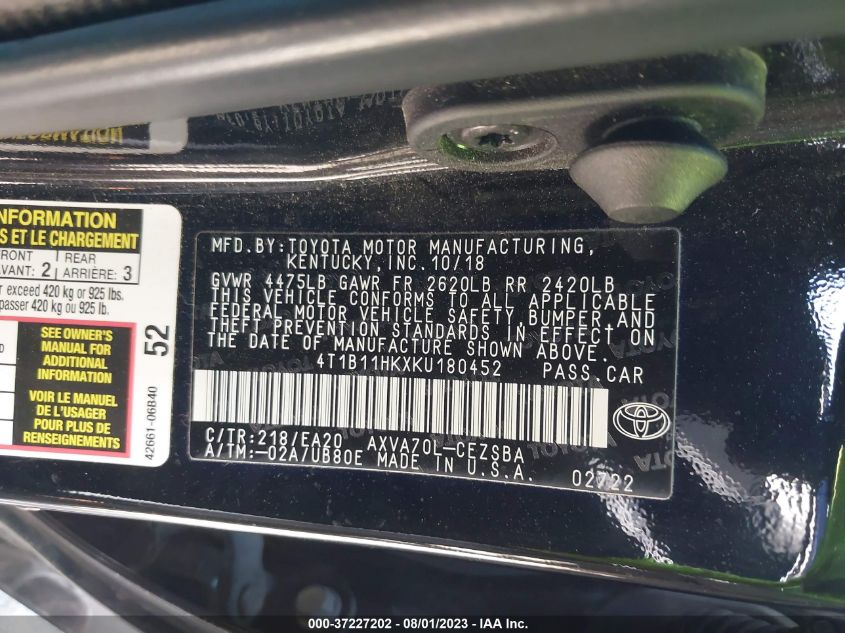 INFORMATION
S ET LE CHARGEMENT
FRONT
AVANT: 2
REAR
ARRIÈRE: 3
exceed 420 kg or 925 lbs.
passer 420 kg ou 925 lb.
SEE OWNER'S
MANUAL FOR
ADDITIONAL
INFORMATION
VOIR LE MANUEL
DE L'USAGER
POUR PLUS DE
RENSEIGNEMENTS
52
42661-06B40
MFD.BY:TOYOTA MOTOR MANUFACTURING,
KENTUCKY,INC.10/18
GVWR 4475LB GAWR FR 2620LB RR 2420LB
THIS VEHICLE CONFORMS TO ALL APPLICABLE
FEDERAL MOTOR VEHICLE SAFETY BUMPER AND
THEFT PREVENTION STANDARDS IN EFFECT ON
THE DATE OF MANUFACTURE SHOWN ABOVE.
4T1B11HKXKU180452 PASS.CAR
C/TR:218/EA20 AXVA70L-CEZSBA
A/TM:-02A/UB80E MADE IN U.S.A.
02722
000-37227202 - 08/01/2023 - IAA Inc.